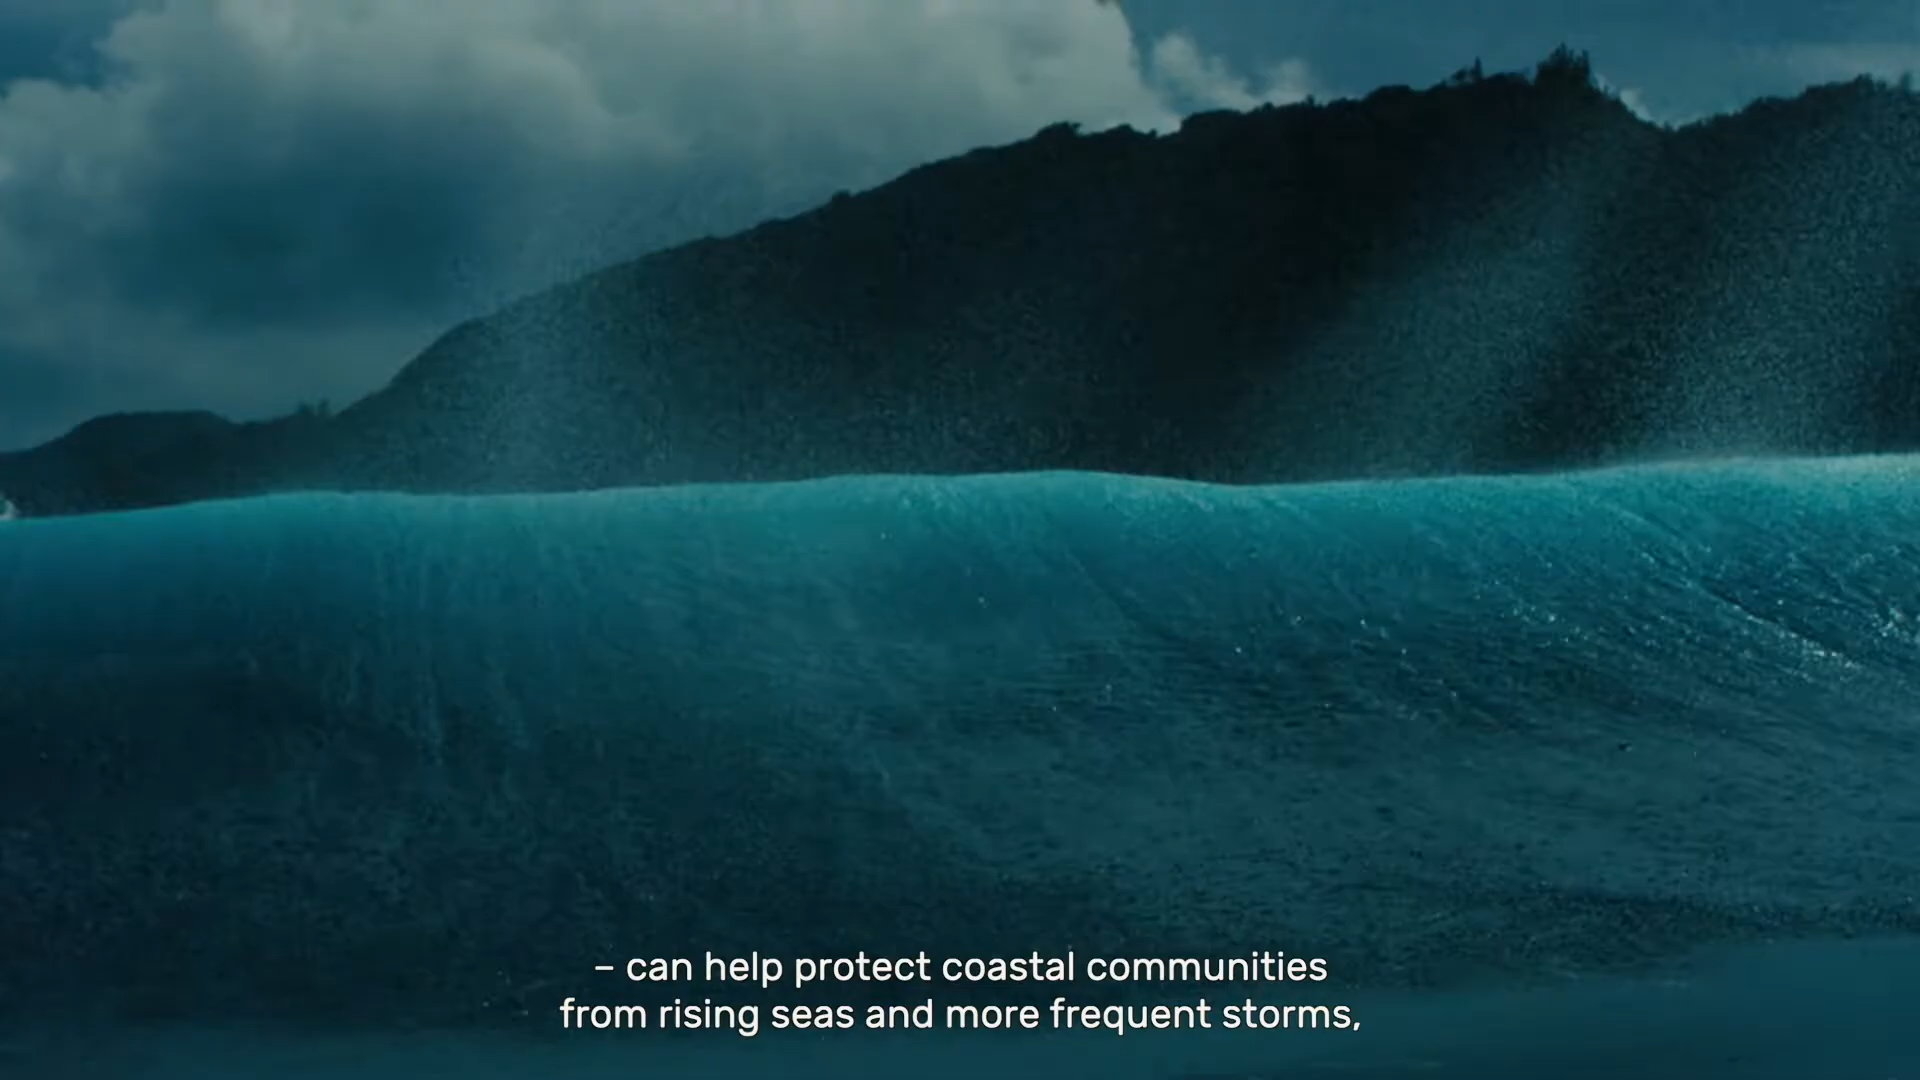 – can help protect coastal communities
from rising seas and more frequent storms,